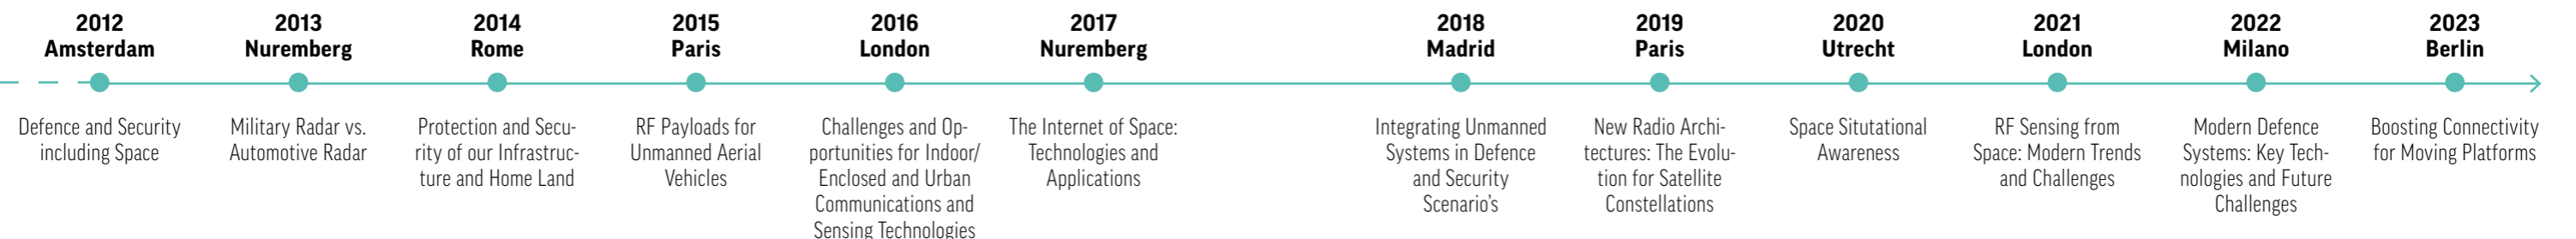 2012
Amsterdam
Defence and Security
including Space
2013
Nuremberg
Military Radar vs.
Automotive Radar
2014
Rome
Protection and Secu-
rity of our Infrastruc-
ture and Home Land
2015
Paris
RF Payloads for
Unmanned Aerial
Vehicles
2016
London
Challenges and Op-
portunities for Indoor/
Enclosed and Urban
Communications and
Sensing Technologies
2017
Nuremberg
The Internet of Space:
Technologies and
Applications
2018
Madrid
Integrating Unmanned
Systems in Defence
and Security
Scenario's
2019
Paris
New Radio Archi-
tectures: The Evolu-
tion for Satellite
Constellations
2020
Utrecht
Space Situtational
Awareness
2021
London
RF Sensing from
Space: Modern Trends
and Challenges
2022
Milano
Modern Defence
Systems: Key Tech-
nologies and Future
Challenges
2023
Berlin
Boosting Connectivity
for Moving Platforms